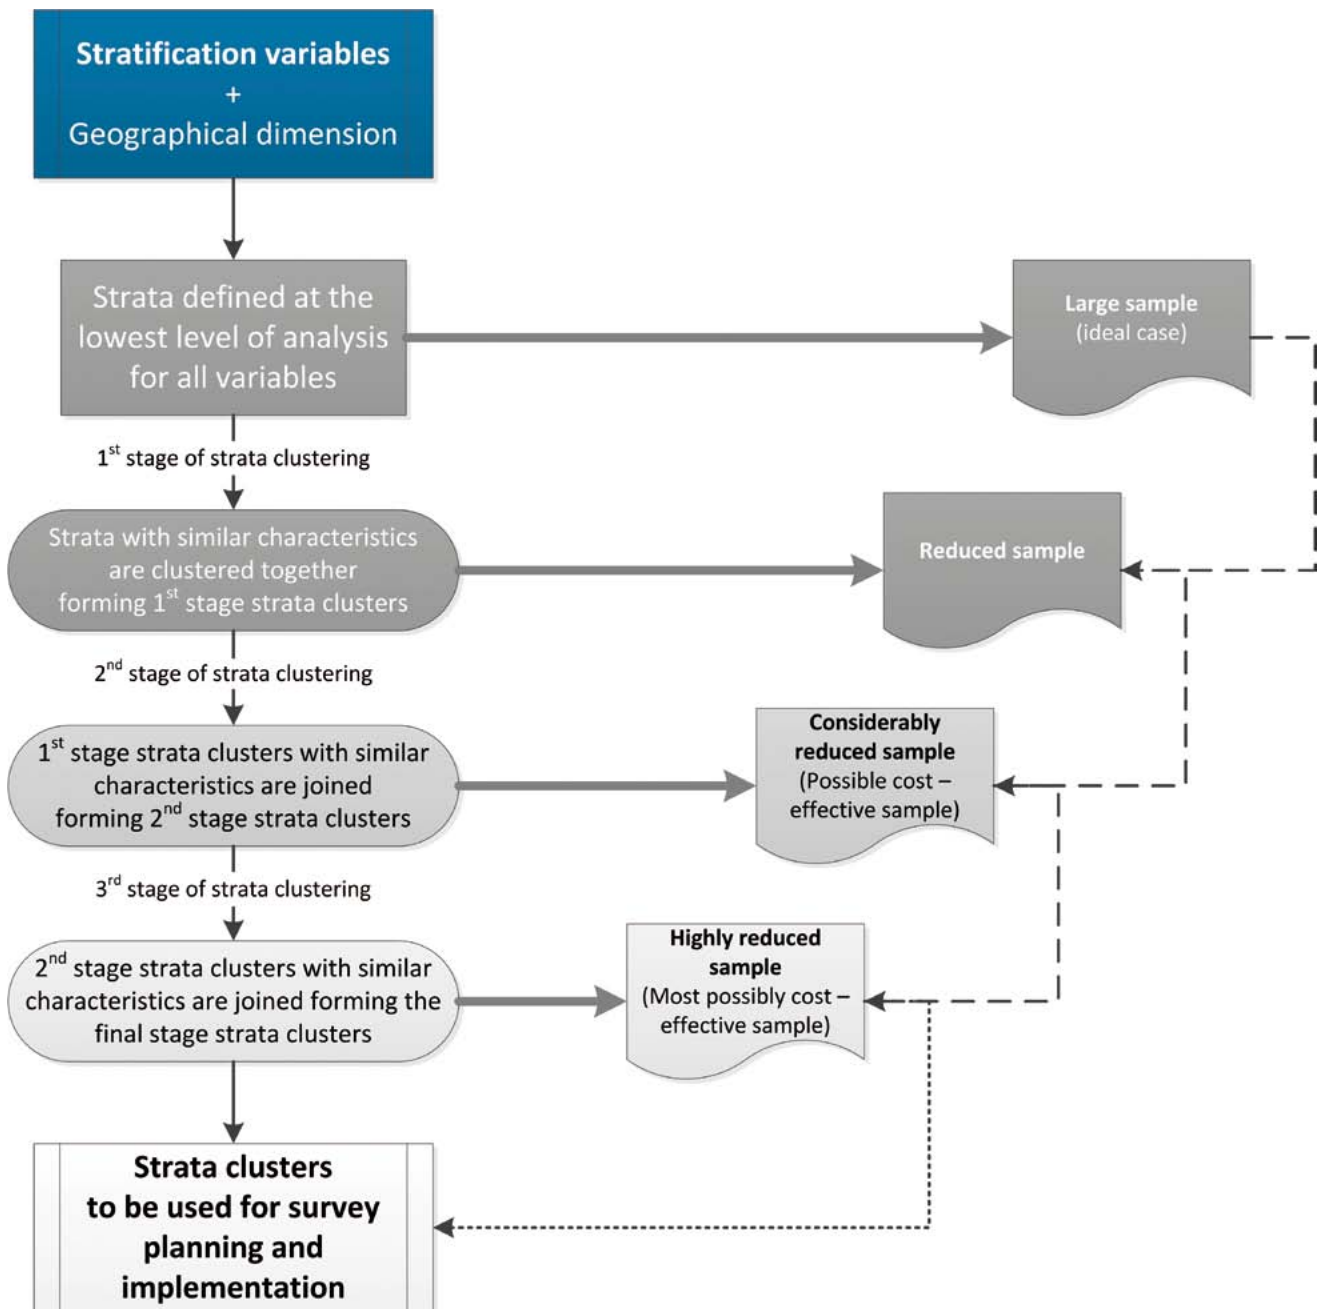 Stratification variables
+
Geographical dimension
Strata defined at the
lowest level of analysis
for all variables
Large sample
(ideal case)
1st stage of strata clustering
Strata with similar characteristics
are clustered together
forming 1st stage strata clusters
Reduced sample
2nd stage of strata clustering
1st stage strata clusters with similar
characteristics are joined
forming 2nd stage strata clusters
Considerably
reduced sample
(Possible cost –
effective sample)
3rd stage of strata clustering
2nd stage strata clusters with similar
characteristics are joined forming the
final stage strata clusters
Highly reduced
sample
(Most possibly cost –
effective sample)
Strata clusters
to be used for survey
planning and
implementation